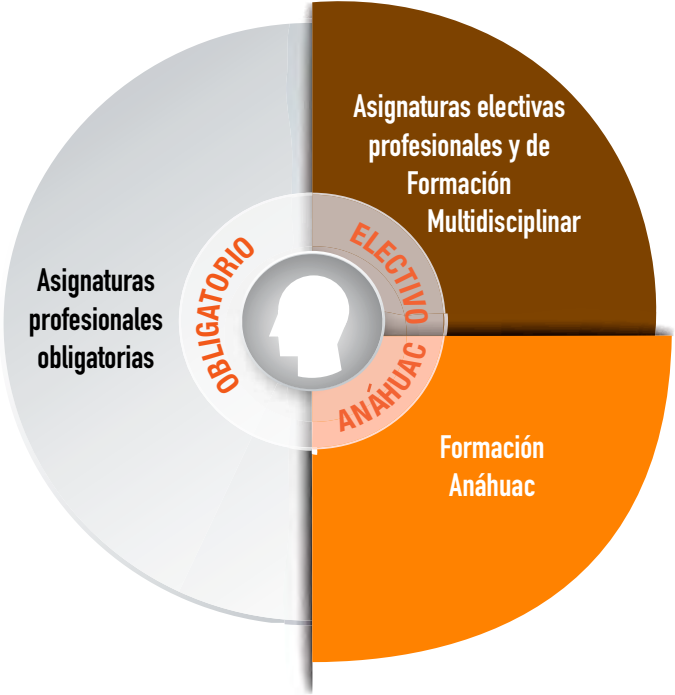 Asignaturas electivas
profesionales y de
Formación
Multidisciplinar
ELECTIVO
OBLIGATORIO
Asignaturas
profesionales
obligatorias
ANÁHUAC
Formación
Anáhuac